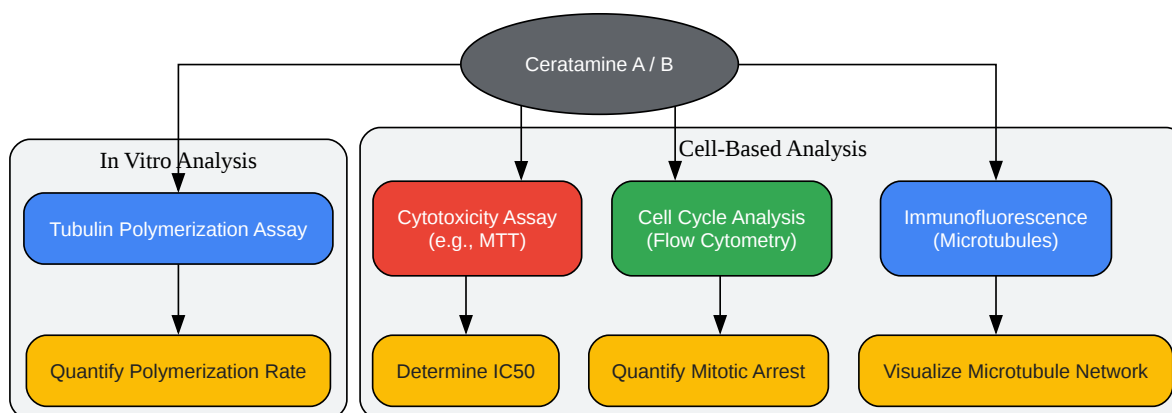 Ceratamine A / B
In Vitro Analysis
Cell-Based Analysis
Tubulin Polymerization Assay
Cytotoxicity Assay
(e.g., MTT)
Cell Cycle Analysis
(Flow Cytometry)
Immunofluorescence
(Microtubules)
Quantify Polymerization Rate
Determine IC50
Quantify Mitotic Arrest
Visualize Microtubule Network